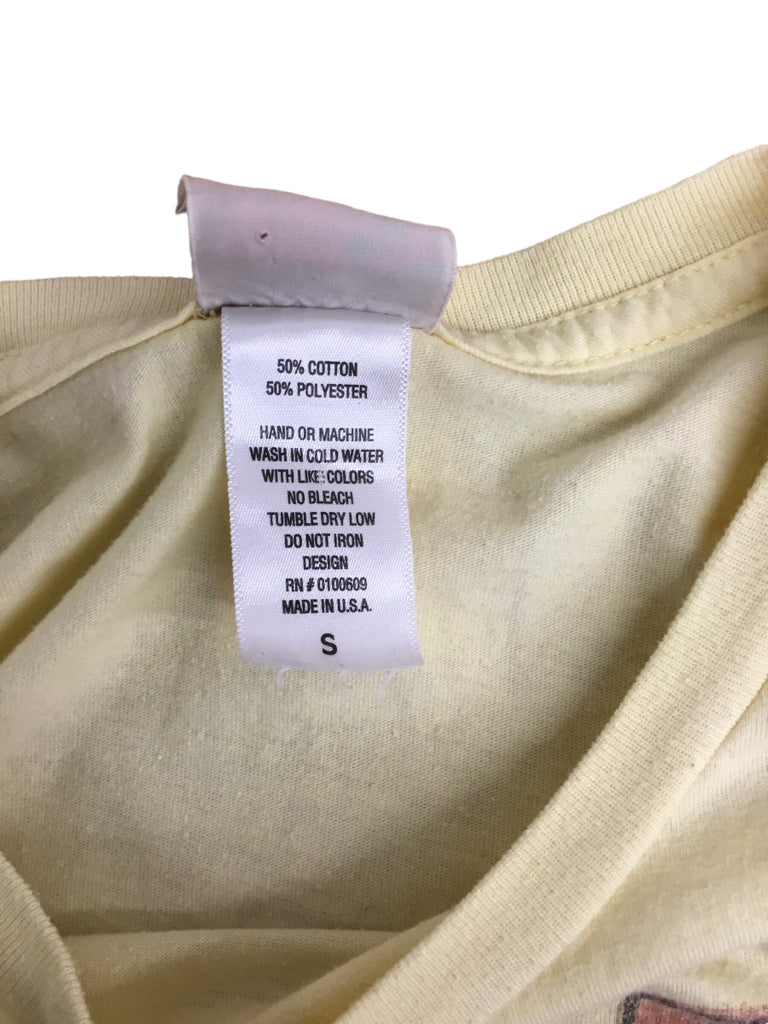 50% COTTON
50% POLYESTER
HAND OR MACHINE
WASH IN COLD WATER
WITH LIKE COLORS
NO BLEACH
TUMBLE DRY LOW
DO NOT IRON
DESIGN
RN # 0100609
MADE IN U.S.A.
S